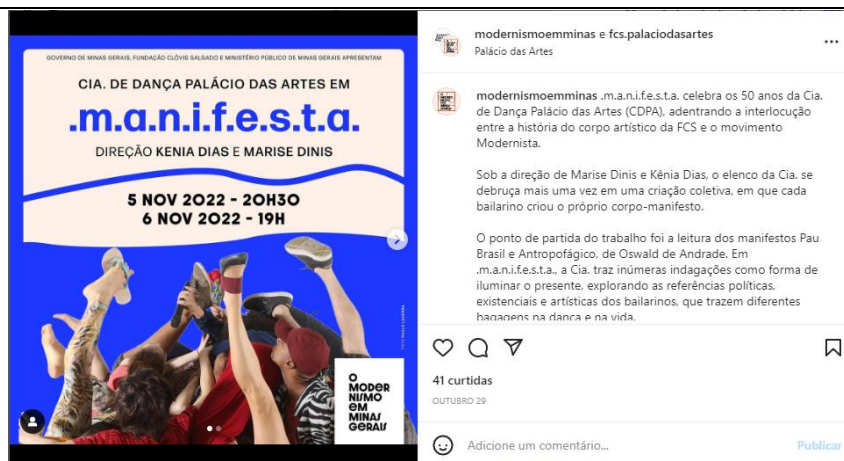 GOVERNO DE MINAS GERAIS, FUNDAÇÃO CLÓVIS SALGADO E MINISTÉRIO PÚBLICO DE MINAS GERAIS APRESENTAM
CIA. DE DANÇA PALÁCIO DAS ARTES EM
.m.a.n.i.f.e.s.t.a.
DIREÇÃO KENIA DIAS E MARISE DINIS
5 NOV 2022 - 20H30
6 NOV 2022 - 19H
O
MODER
NISMO
EM
MINAS
GERAIS
modernismoemminas e fcs.palaciodasartes
Palácio das Artes
modernismoemminas .m.a.n.i.f.e.s.t.a. celebra os 50 anos da Cia.
de Dança Palácio das Artes (CDPA), adentrando a interlocução
entre a história do corpo artístico da FCS e o movimento
Modernista.
Sob a direção de Marise Dinis e Kênia Dias, o elenco da Cia. se
debruça mais uma vez em uma criação coletiva, em que cada
bailarino criou o próprio corpo-manifesto.
O ponto de partida do trabalho foi a leitura dos manifestos Pau
Brasil e Antropofágico, de Oswald de Andrade. Em
.m.a.n.i.f.e.s.t.a., a Cia. traz inúmeras indagações como forma de
iluminar o presente, explorando as referências políticas,
existenciais e artísticas dos bailarinos, que trazem diferentes
bagagens na dança e na vida.
41 curtidas
OUTUBRO 29
Adicione um comentário...
Publicar